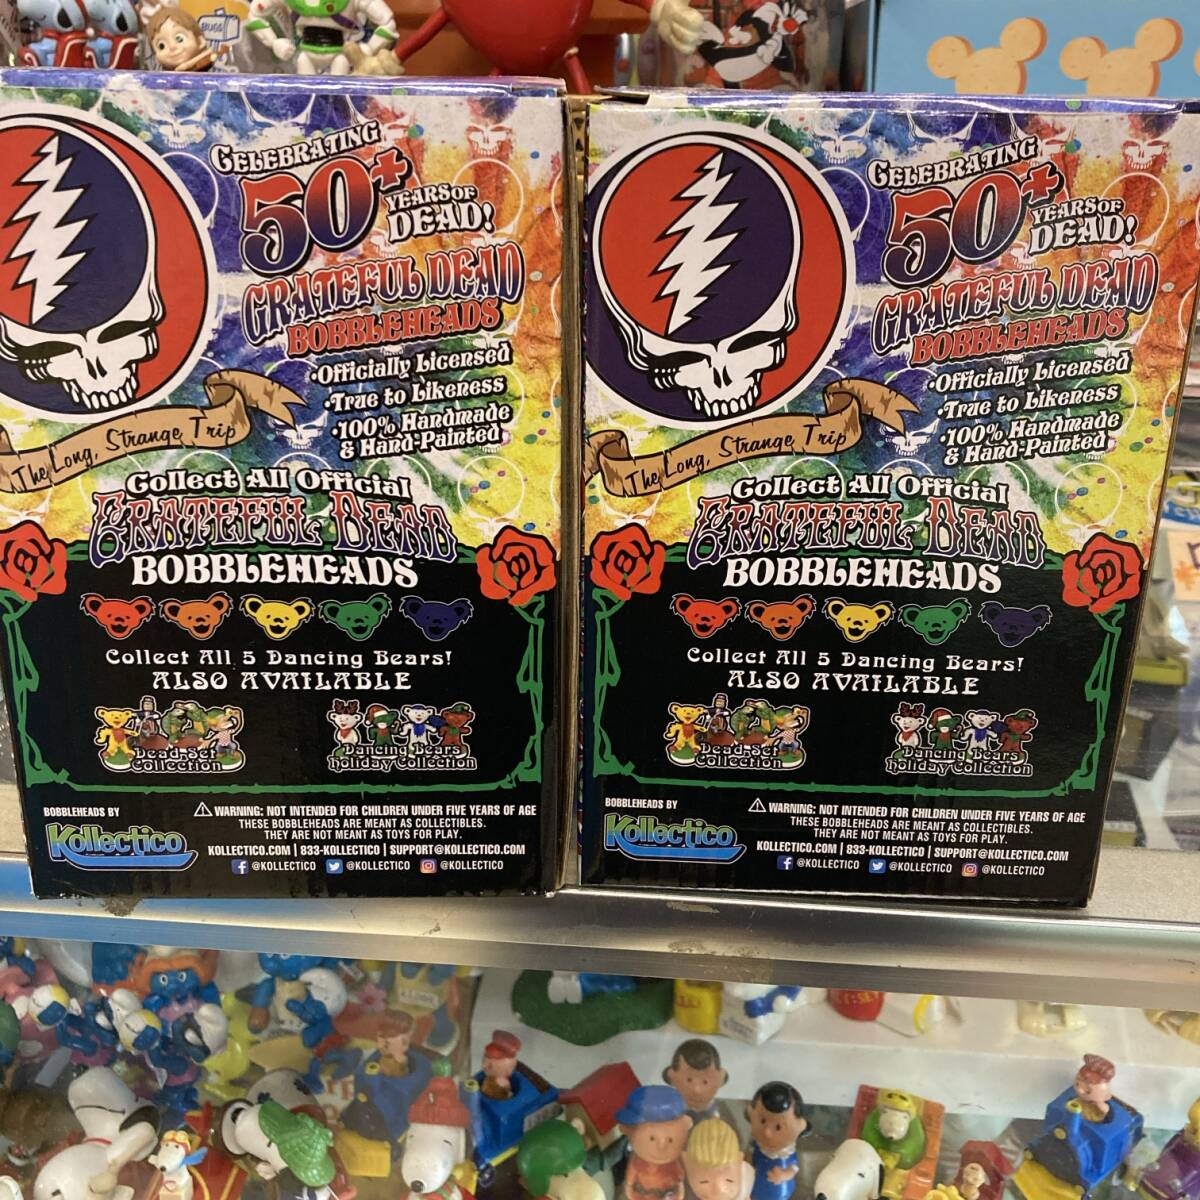 BUGS
CELEBRATING
50+
YEARS OF
DEAD!
GRATEFUL DEAD
BOBBLEHEADS
•Officially Licensed
•True to Likeness
•100% Handmade
& Hand-Painted
The Long, Strange Trip
Collect All Official
GRATEFUL DEAD
BOBBLEHEADS
Collect All 5 Dancing Bears!
ALSO AVAILABLE
Dead Set
Collection
Dancing Bears
Holiday Collection
BOBBLEHEADS BY
Kollectico
WARNING: NOT INTENDED FOR CHILDREN UNDER FIVE YEARS OF AGE
THESE BOBBLEHEADS ARE MEANT AS COLLECTIBLES.
THEY ARE NOT MEANT AS TOYS FOR PLAY.
KOLLECTICO.COM | 833-KOLLECTICO | SUPPORT@KOLLECTICO.COM
@KOLLECTICO @KOLLECTICO @KOLLECTICO
CELEBRATING
50+
YEARS OF
DEAD!
GRATEFUL DEAD
BOBBLEHEADS
•Officially Licensed
•True to Likeness
•100% Handmade
& Hand-Painted
The Long, Strange Trip
Collect All Official
GRATEFUL DEAD
BOBBLEHEADS
Collect All 5 Dancing Bears!
ALSO AVAILABLE
Dead Set
Collection
Dancing Bears
Holiday Collection
BOBBLEHEADS BY
Kollectico
WARNING: NOT INTENDED FOR CHILDREN UNDER FIVE YEARS OF AGE
THESE BOBBLEHEADS ARE MEANT AS COLLECTIBLES.
THEY ARE NOT MEANT AS TOYS FOR PLAY.
KOLLECTICO.COM | 833-KOLLECTICO | SUPPORT@KOLLECTICO.COM
@KOLLECTICO @KOLLECTICO @KOLLECTICO